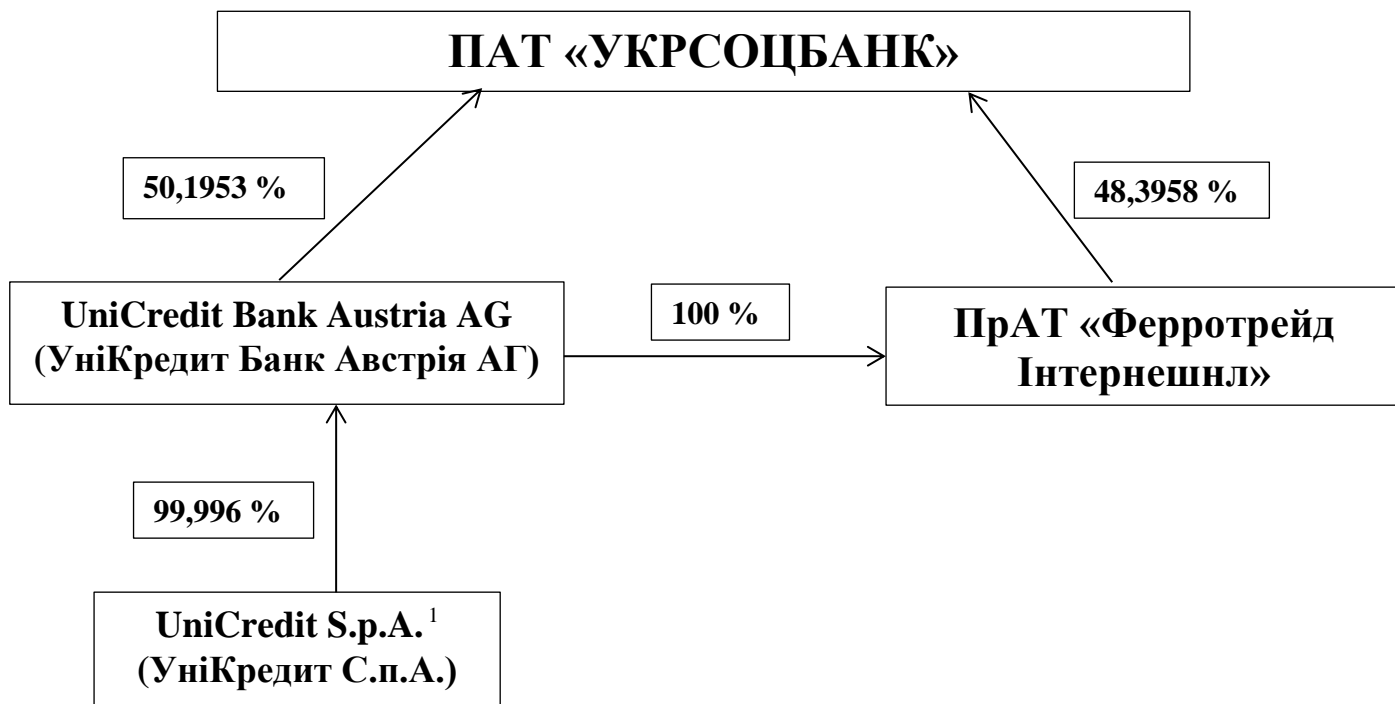 ПАТ «УКРСОЦБАНК»
50,1953 %
48,3958 %
UniCredit Bank Austria AG
(УніКредит Банк Австрія АГ)
100 %
ПрАТ «Ферротрейд
Інтернешнл»
99,996 %
UniCredit S.p.A. 1
(УніКредит С.п.А.)